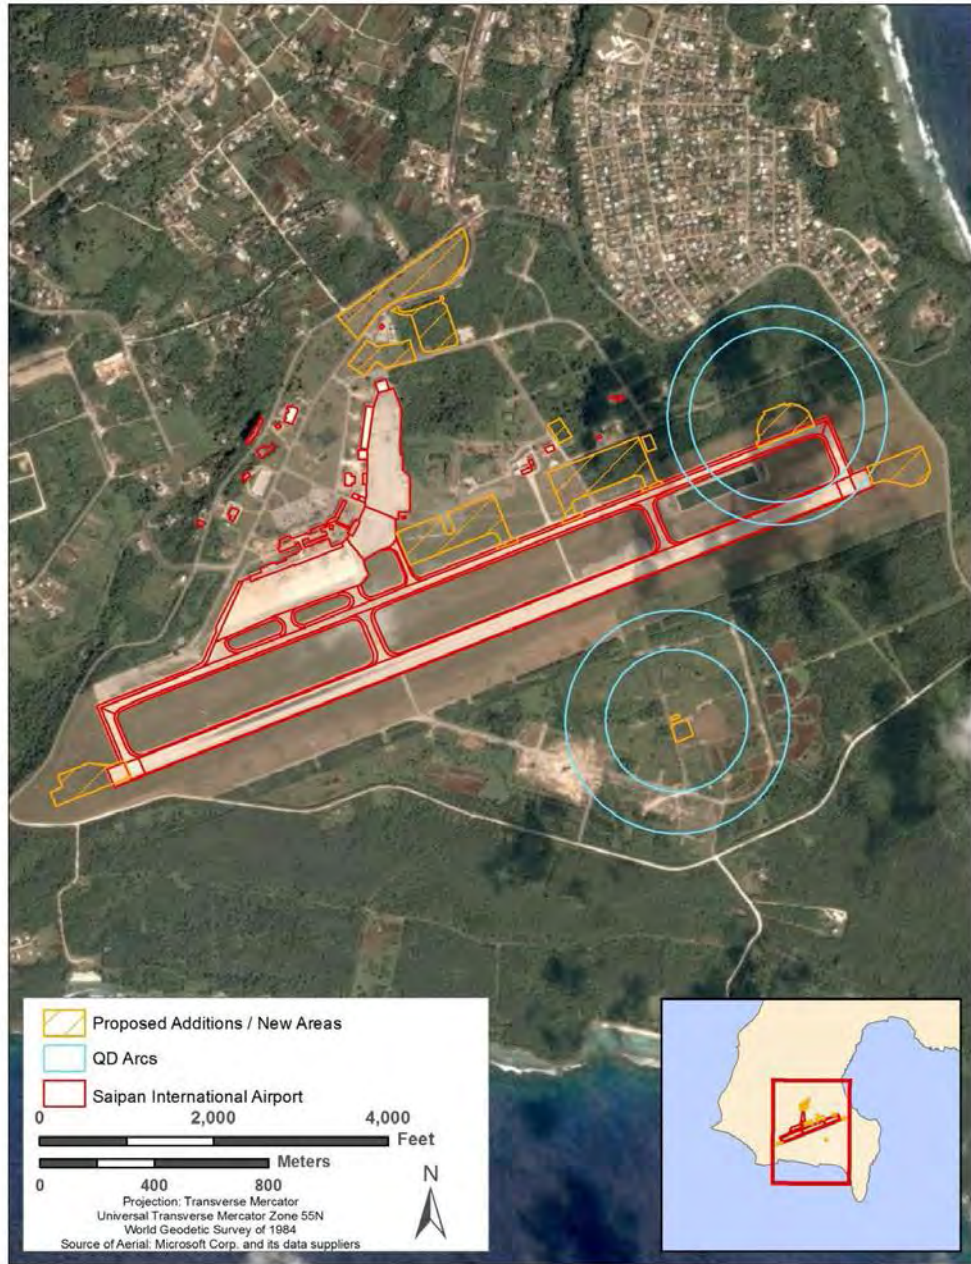 Proposed Additions / New Areas
QD Arcs
Saipan International Airport
0 2,000 4,000
Feet
Meters
0 400 800
N
Projection: Transverse Mercator
Universal Transverse Mercator Zone 55N
World Geodetic Survey of 1984
Source of Aerial: Microsoft Corp. and its data suppliers